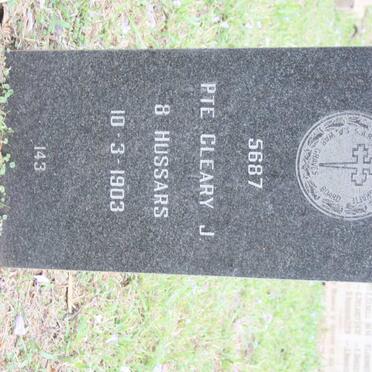 5687
PTE CLEARY J
8 HUSSARS
10 - 3 - 1903
143